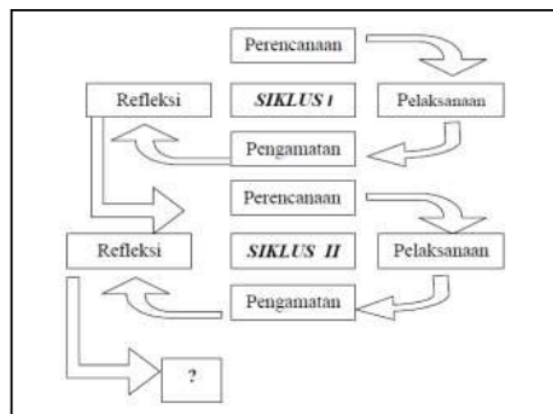 Perencanaan
Refleksi
SIKLUS I
Pelaksanaan
Pengamatan
Perencanaan
Refleksi
SIKLUS II
Pelaksanaan
Pengamatan
?